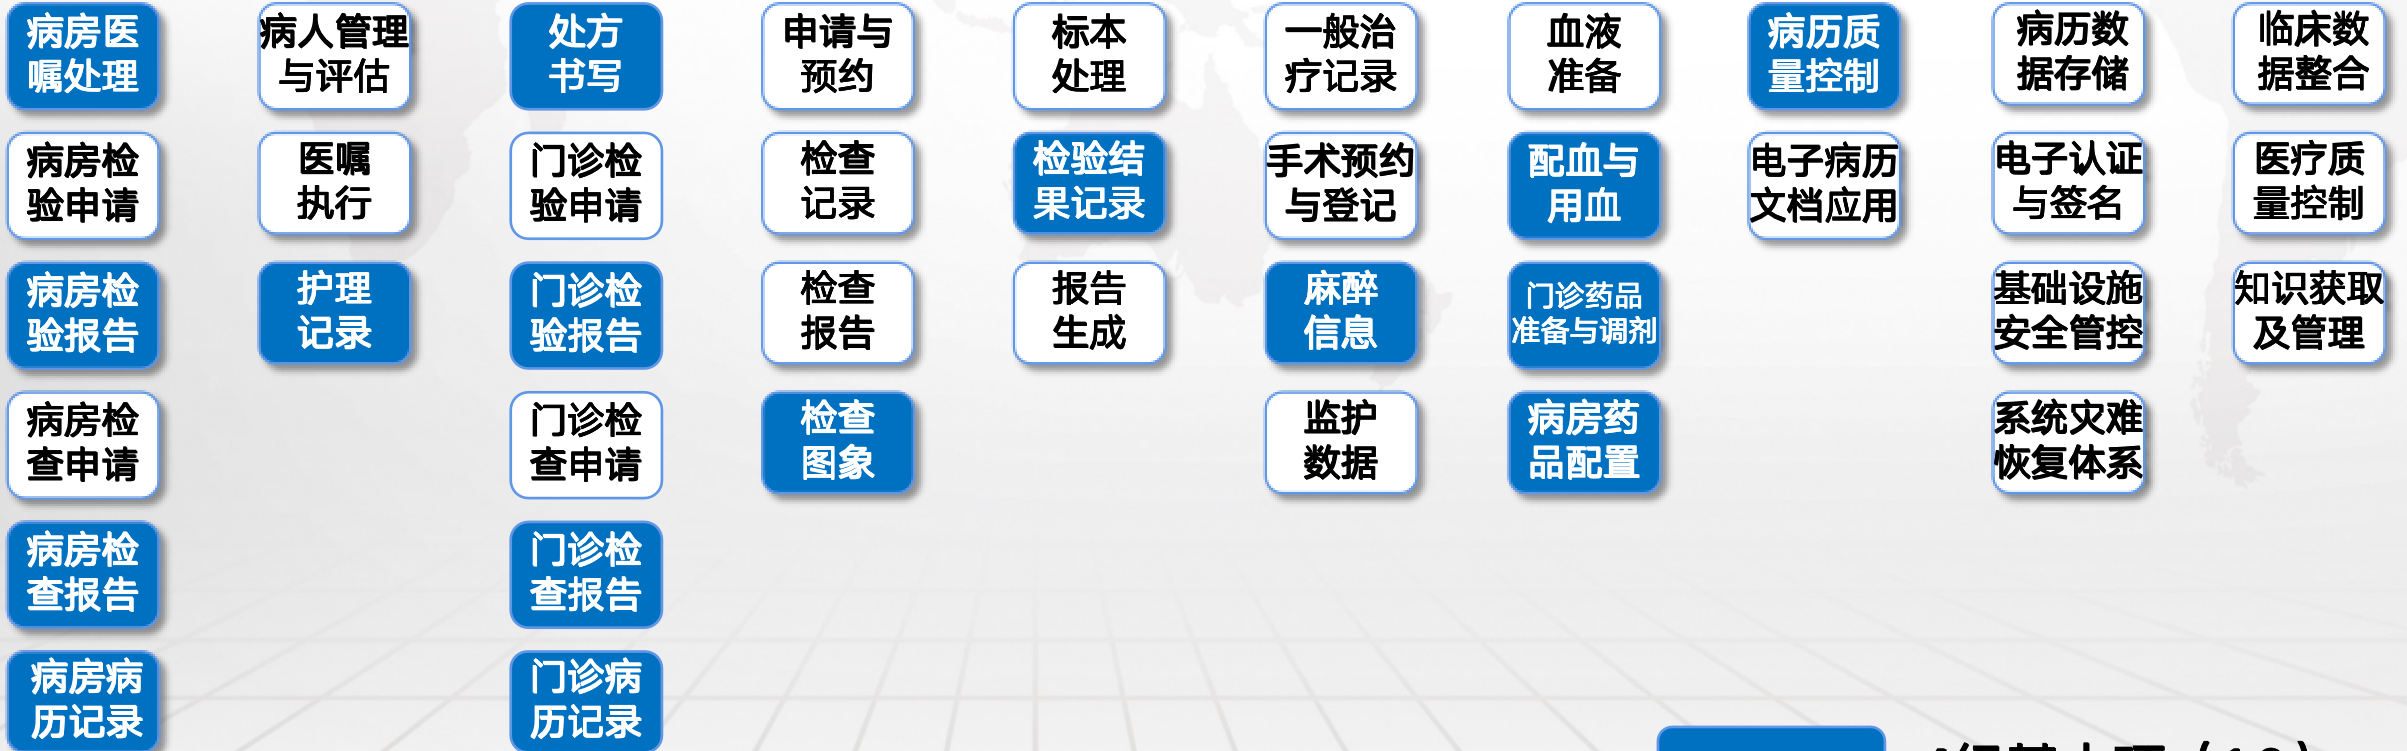 病房医
嘱处理
病人管理
与评估
处方
书写
申请与
预约
标本
处理
一般治
疗记录
血液
准备
病历质
量控制
病历数
据存储
临床数
据整合
病房检
验申请
医嘱
执行
门诊检
验申请
检查
记录
检验结
果记录
手术预约
与登记
配血与
用血
电子病历
文档应用
电子认证
与签名
医疗质
量控制
病房检
验报告
护理
记录
门诊检
验报告
检查
报告
报告
生成
麻醉
信息
门诊药品
准备与调剂
基础设施
安全管控
知识获取
及管理
病房检
查申请
门诊检
查申请
检查
图象
监护
数据
病房药
品配置
系统灾难
恢复体系
病房检
查报告
门诊检
查报告
病房病
历记录
门诊病
历记录